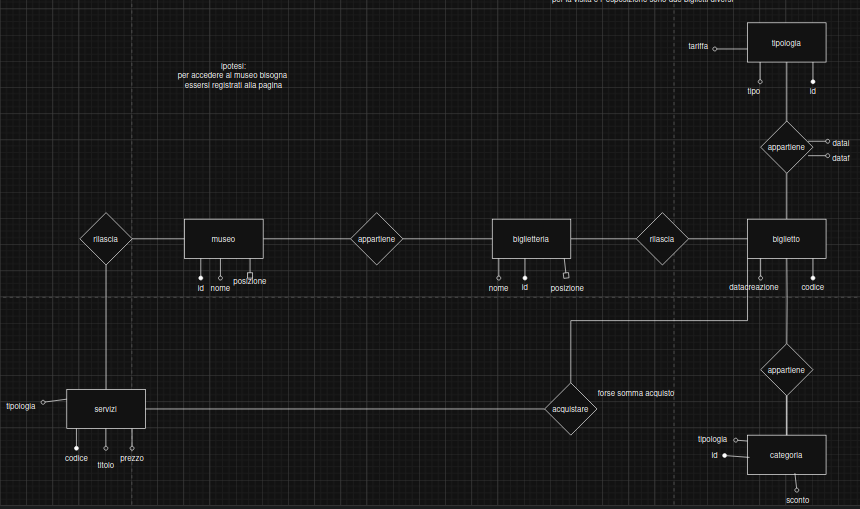 per la visita e l'esposizione sono due biglietti diversi
tariffa
tipologia
ipotesi:
per accedere al museo bisogna
essersi registrati alla pagina
tipo
id
appartiene
datai
dataf
rilascia
museo
appartiene
biglietteria
rilascia
biglietto
id
nome
posizione
nome
id
posizione
datacreazione
codice
appartiene
forse somma acquisto
tipologia
servizi
acquistare
codice
titolo
prezzo
tipologia
id
categoria
sconto